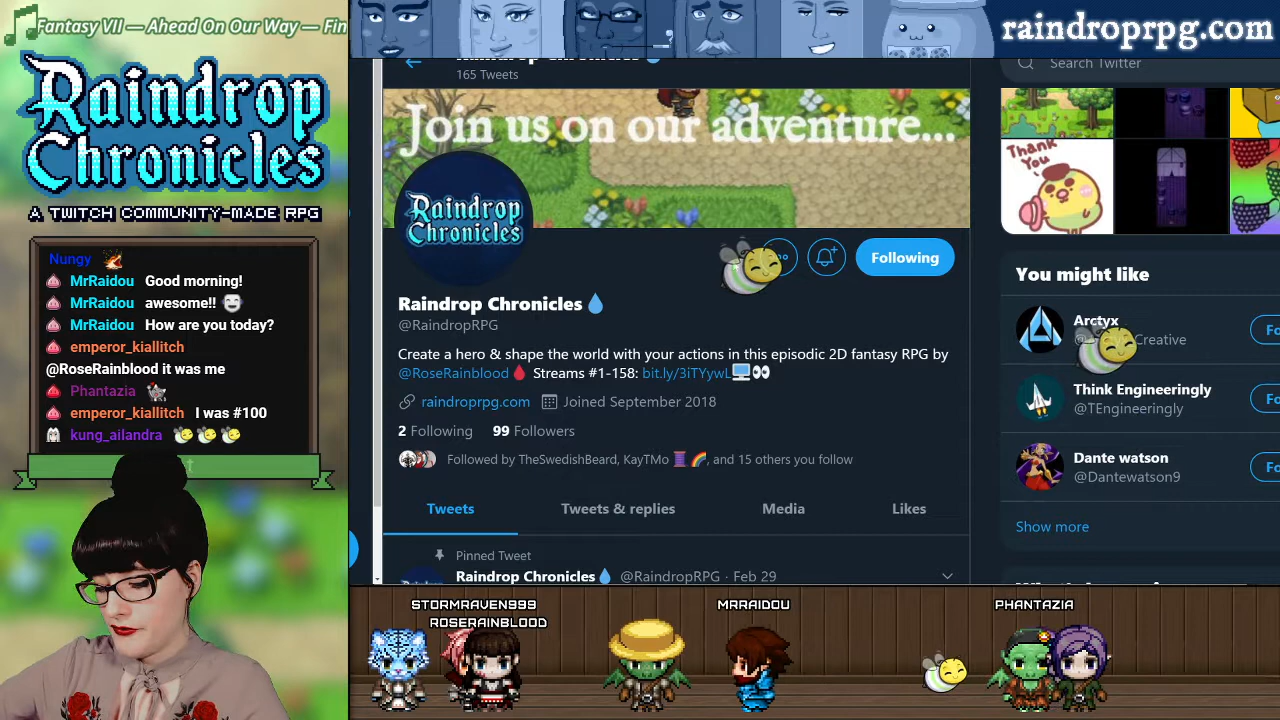 Fantasy VII — Ahead On Our Way — Fin
Raindrop
Chronicles
A TWITCH COMMUNITY-MADE RPG
Nungy
MrRaidou Good morning!
MrRaidou awesome!!
MrRaidou How are you today?
emperor_kiallitch
@RoseRainblood it was me
Phantazia
emperor_kiallitch I was #100
kung_ailandra
raindroprpg.com
165 Tweets
Search Twitter
Join us on our adventure...
Raindrop
Chronicles
Thank
You
Following
Raindrop Chronicles
@RaindropRPG
Create a hero & shape the world with your actions in this episodic 2D fantasy RPG by
@RoseRainblood Streams #1-158: bit.ly/3iTYywL
raindroprpg.com Joined September 2018
2 Following 99 Followers
Followed by TheSwedishBeard, KayTMo, and 15 others you follow
Tweets Tweets & replies Media Likes
Pinned Tweet
Raindrop Chronicles @RaindropRPG · Feb 29
You might like
Arctyx
Creative
Fo
Think Engineeringly
@TEngineeringly
Fo
Dante watson
@Dantewatson9
Fo
Show more
STORMRAVEN999
ROSERAINBLOOD
MRRAIDOU
PHANTAZIA